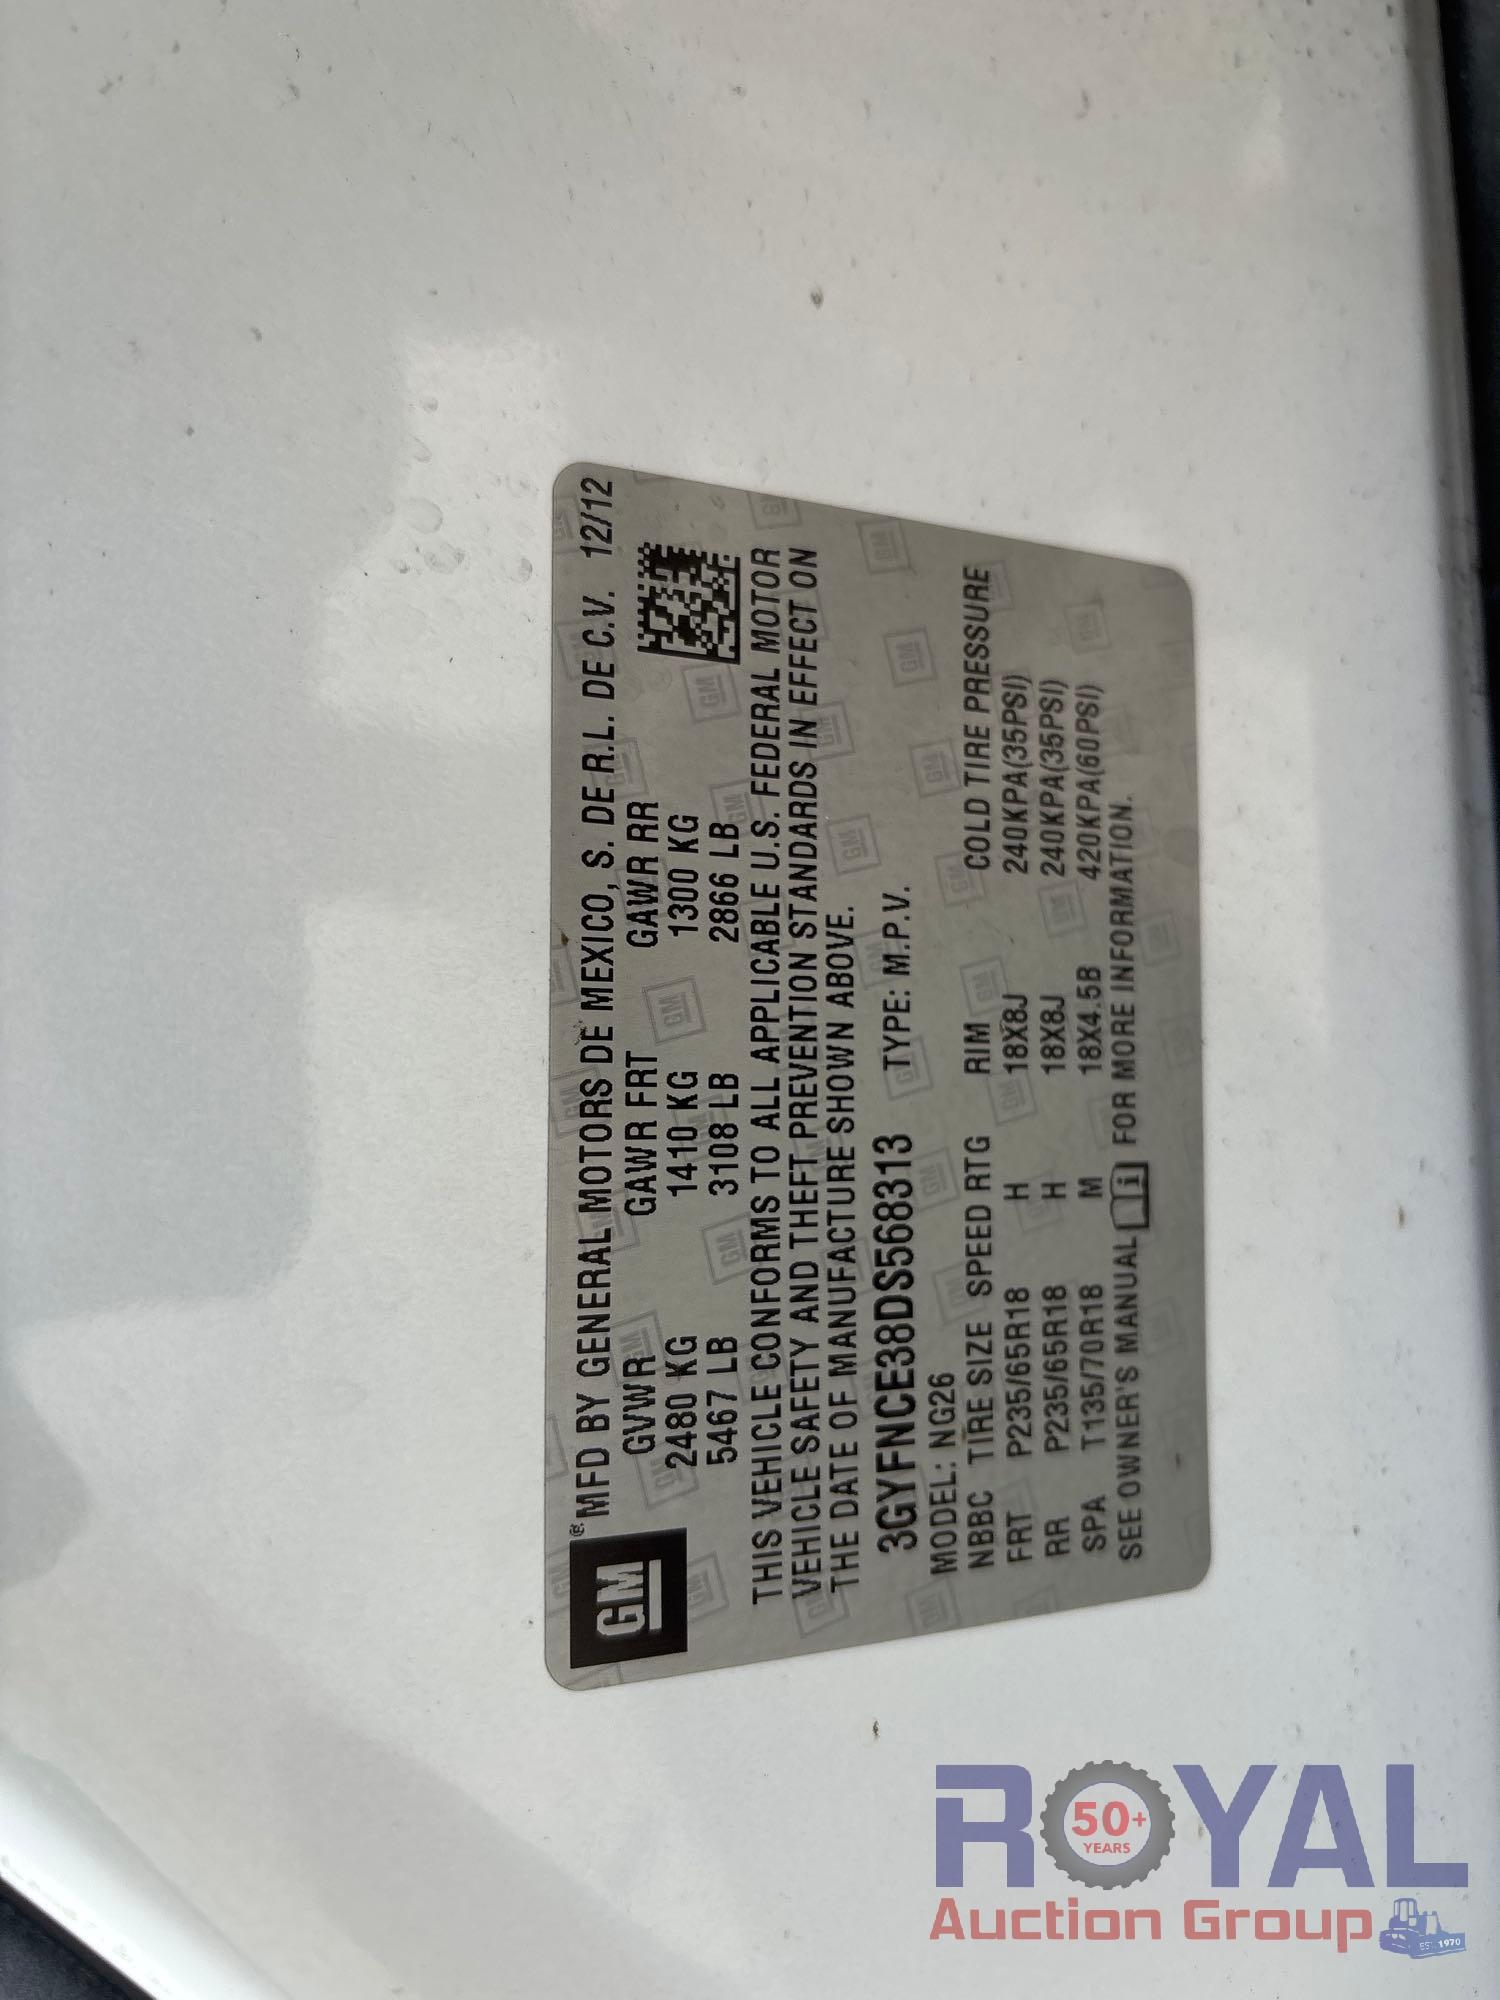 GM
® MFD BY GENERAL MOTORS DE MEXICO, S. DE R.L. DE C.V. 12/12
GVWR GAWR FRT GAWR RR
2480 KG 1410 KG 1300 KG
5467 LB 3108 LB 2866 LB
THIS VEHICLE CONFORMS TO ALL APPLICABLE U.S. FEDERAL MOTOR
VEHICLE SAFETY AND THEFT PREVENTION STANDARDS IN EFFECT ON
THE DATE OF MANUFACTURE SHOWN ABOVE.
3GYFNCE38DS568313 TYPE: M.P.V.
MODEL: NG26
NBBC TIRE SIZE SPEED RTG RIM COLD TIRE PRESSURE
FRT P235/65R18 H 18X8J 240KPA(35PSI)
RR P235/65R18 H 18X8J 240KPA(35PSI)
SPA T135/70R18 M 18X4.5B 420KPA(60PSI)
SEE OWNER'S MANUAL i FOR MORE INFORMATION.
ROYAL
50+
YEARS
Auction Group
EST. 1970